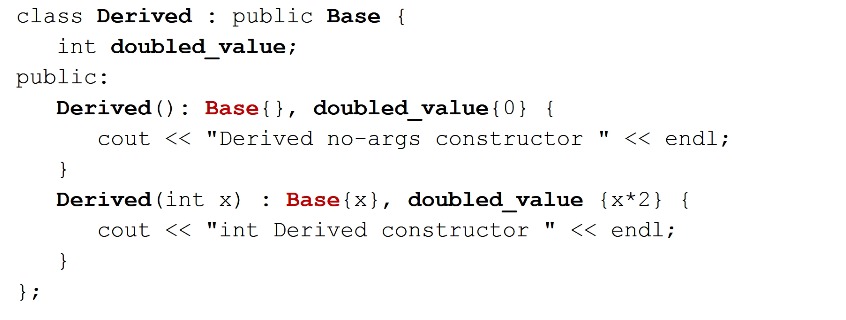 class Derived : public Base {
   int doubled_value;
public:
   Derived(): Base{}, doubled_value{0} {
      cout << "Derived no-args constructor " << endl;
   }
   Derived(int x) : Base{x}, doubled_value {x*2} {
      cout << "int Derived constructor " << endl;
   }
};